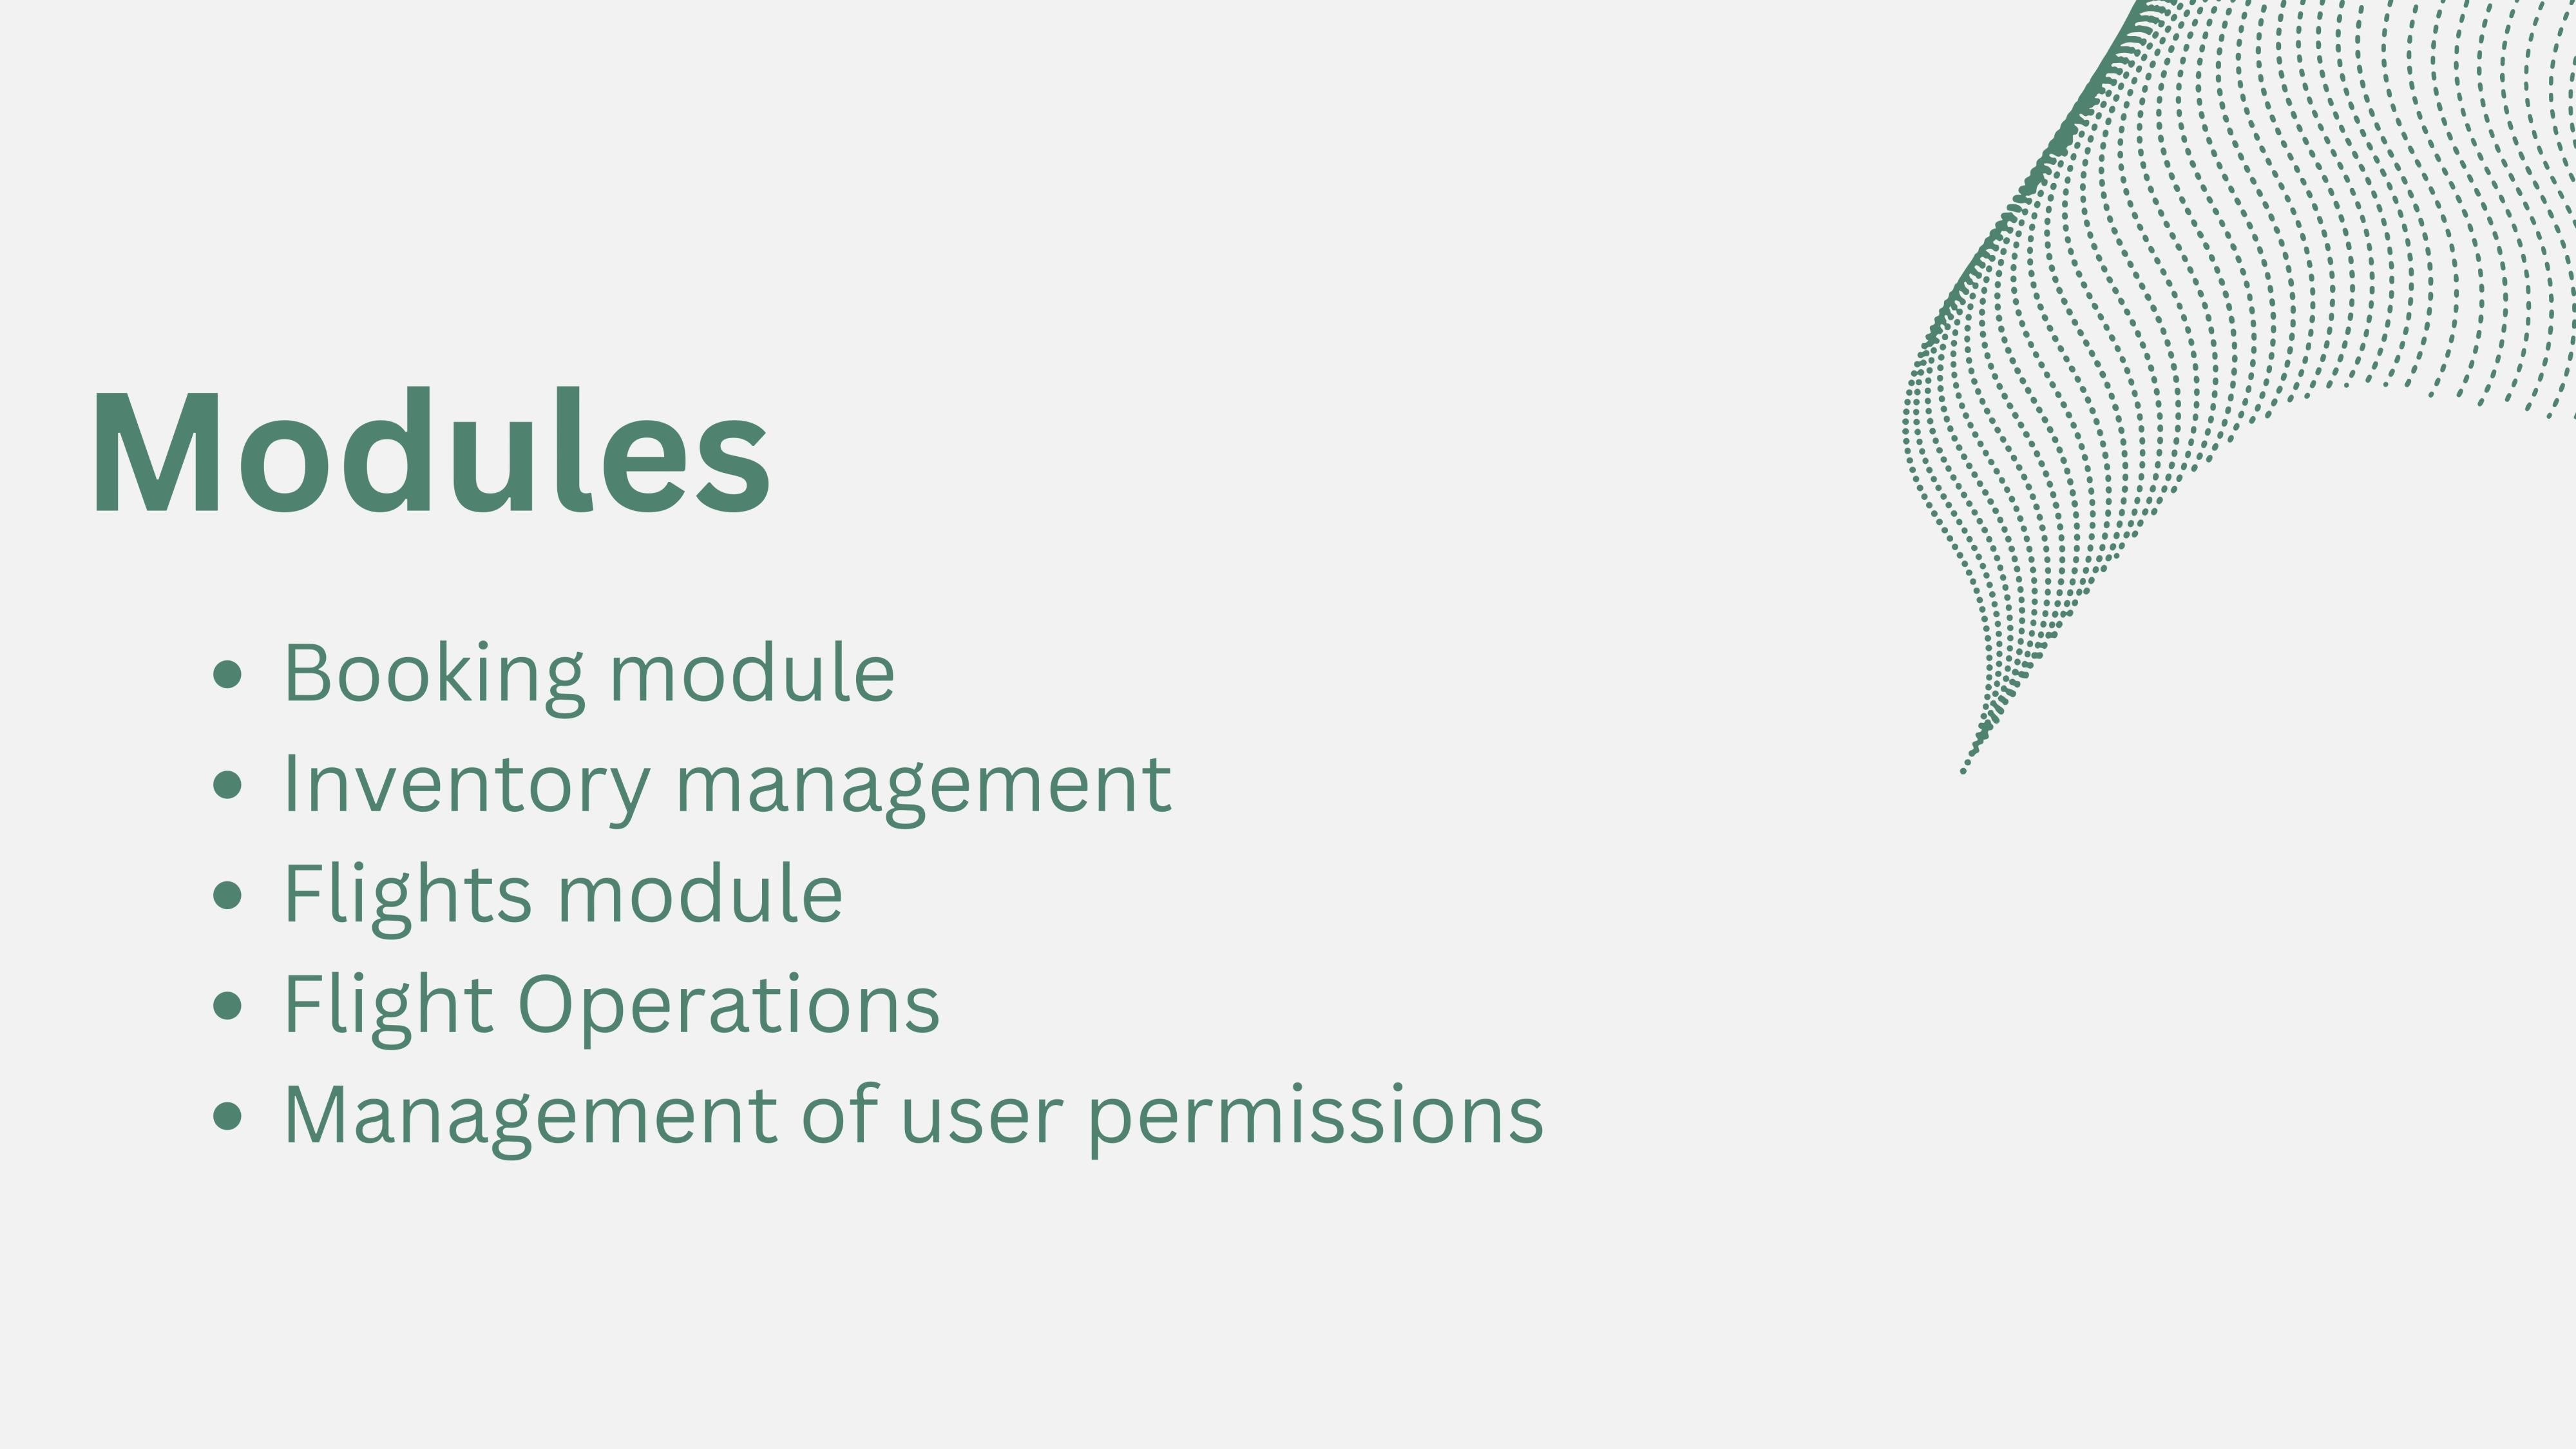 Modules
• Booking module
• Inventory management
• Flights module
• Flight Operations
• Management of user permissions